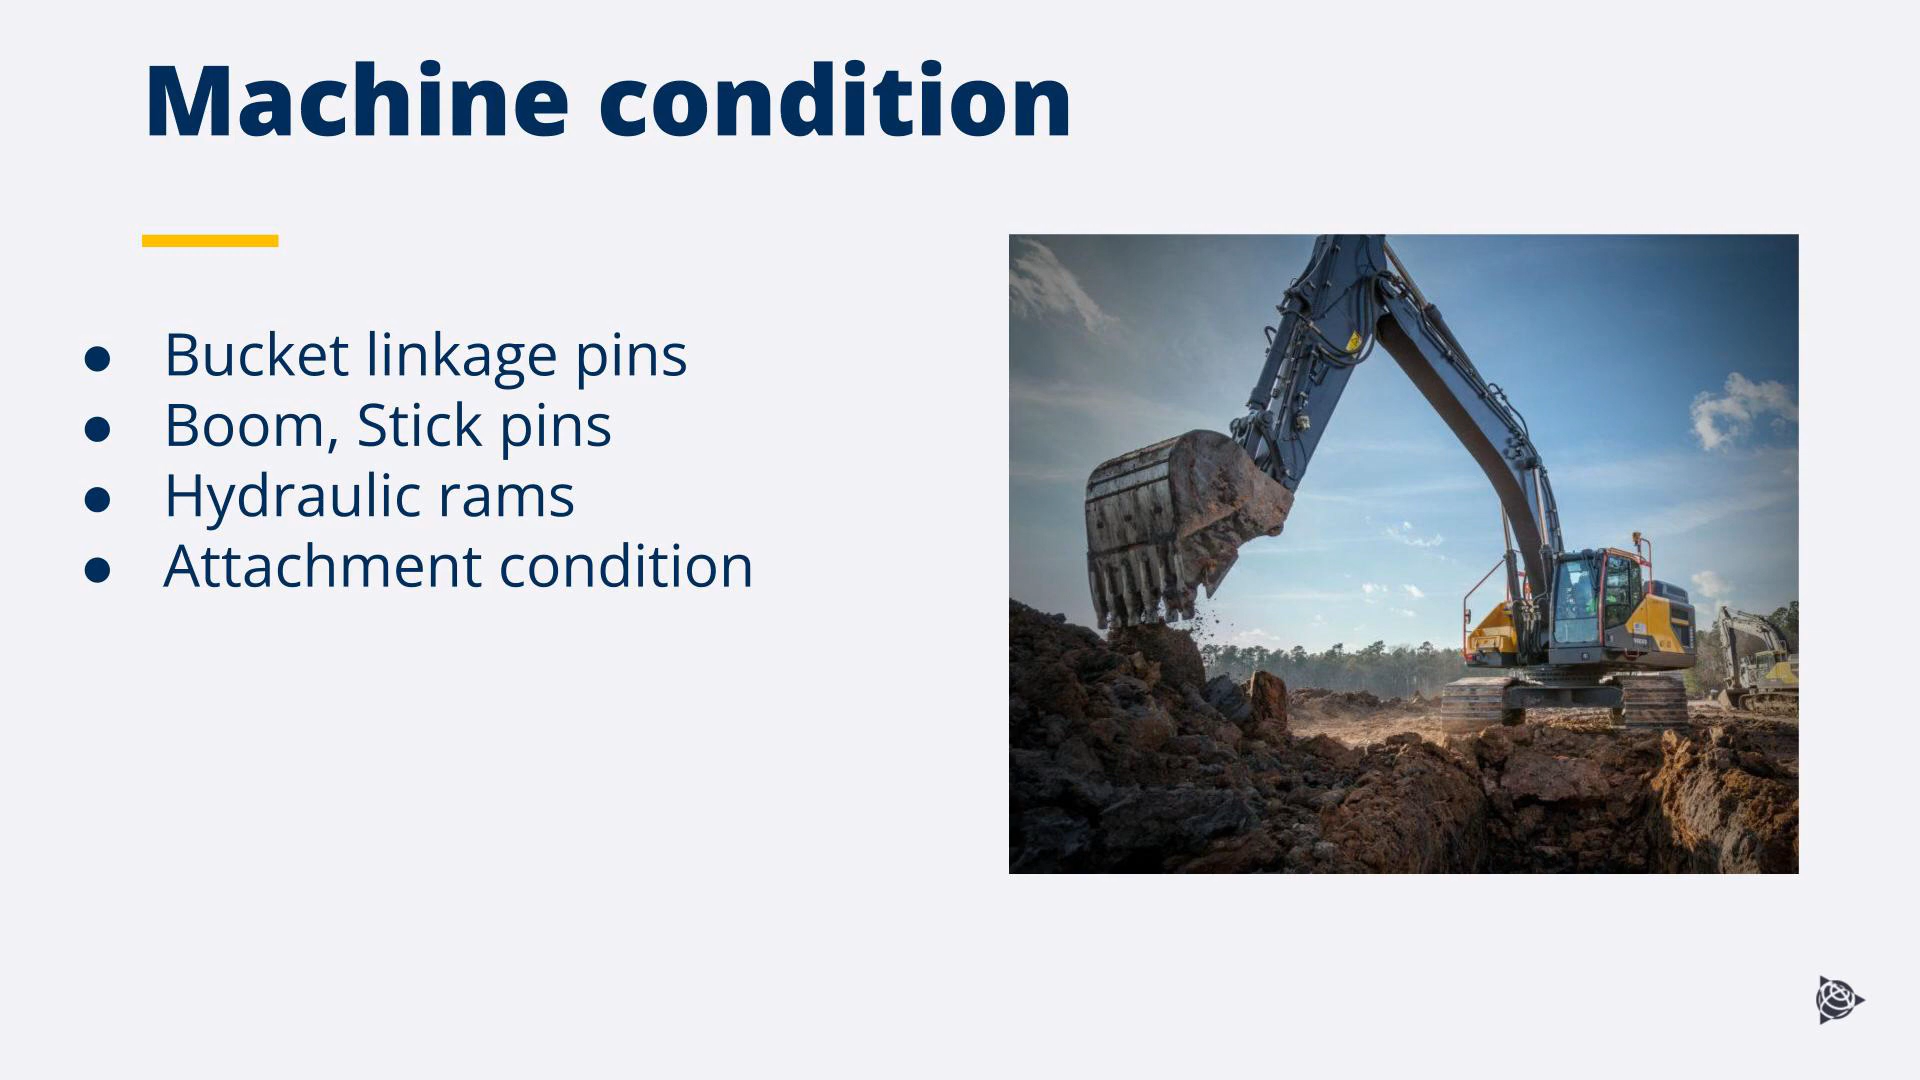 Machine condition
● Bucket linkage pins
● Boom, Stick pins
● Hydraulic rams
● Attachment condition